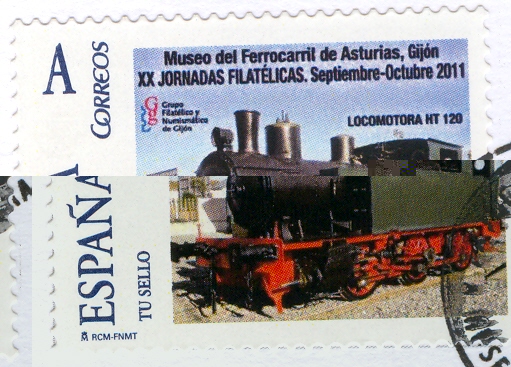 A
CORREOS
Museo del Ferrocarril de Asturias, Gijón
XX JORNADAS FILATÉLICAS. Septiembre-Octubre 2011
Grupo
Filatélico y
Numismático
de Gijón
LOCOMOTORA HT 120
ESPAÑA
TU SELLO
RCM-FNMT